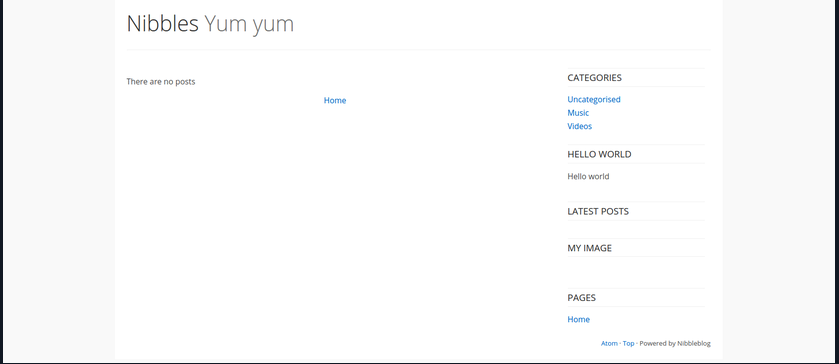 Nibbles Yum yum
There are no posts
Home
CATEGORIES
Uncategorised
Music
Videos
HELLO WORLD
Hello world
LATEST POSTS
MY IMAGE
PAGES
Home
Atom · Top · Powered by Nibbleblog